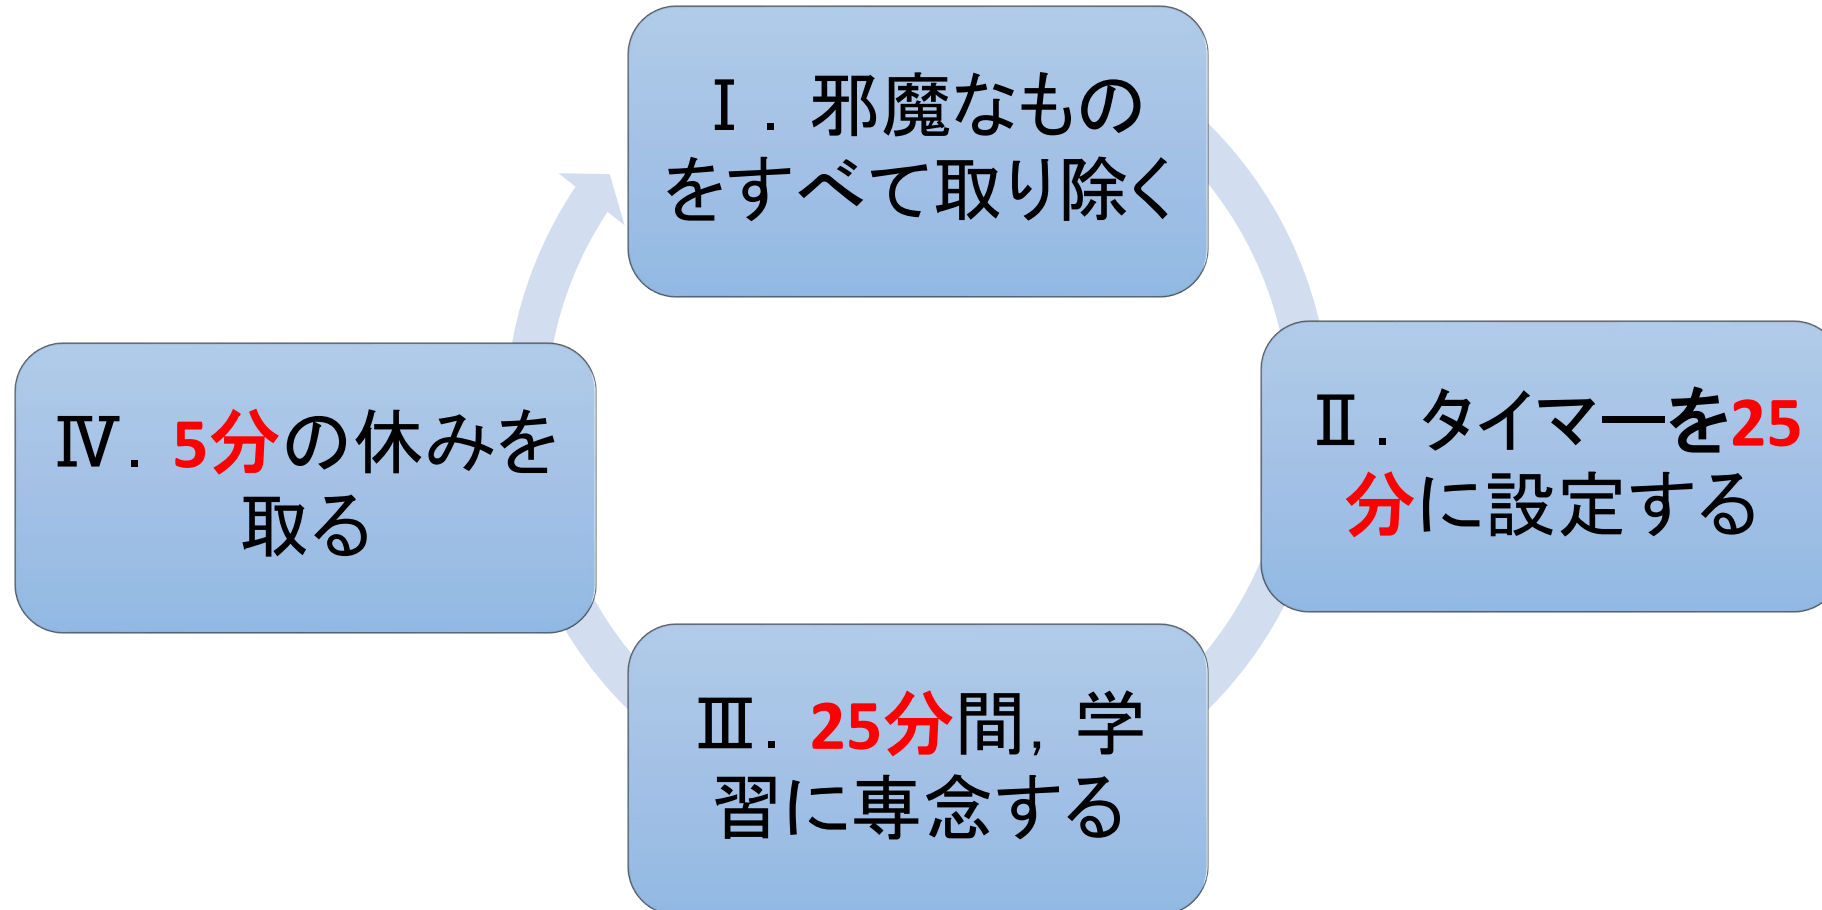 Ⅰ．邪魔なもの
をすべて取り除く
Ⅱ．タイマーを25
分に設定する
Ⅲ．25分間，学
習に専念する
Ⅳ．5分の休みを
取る